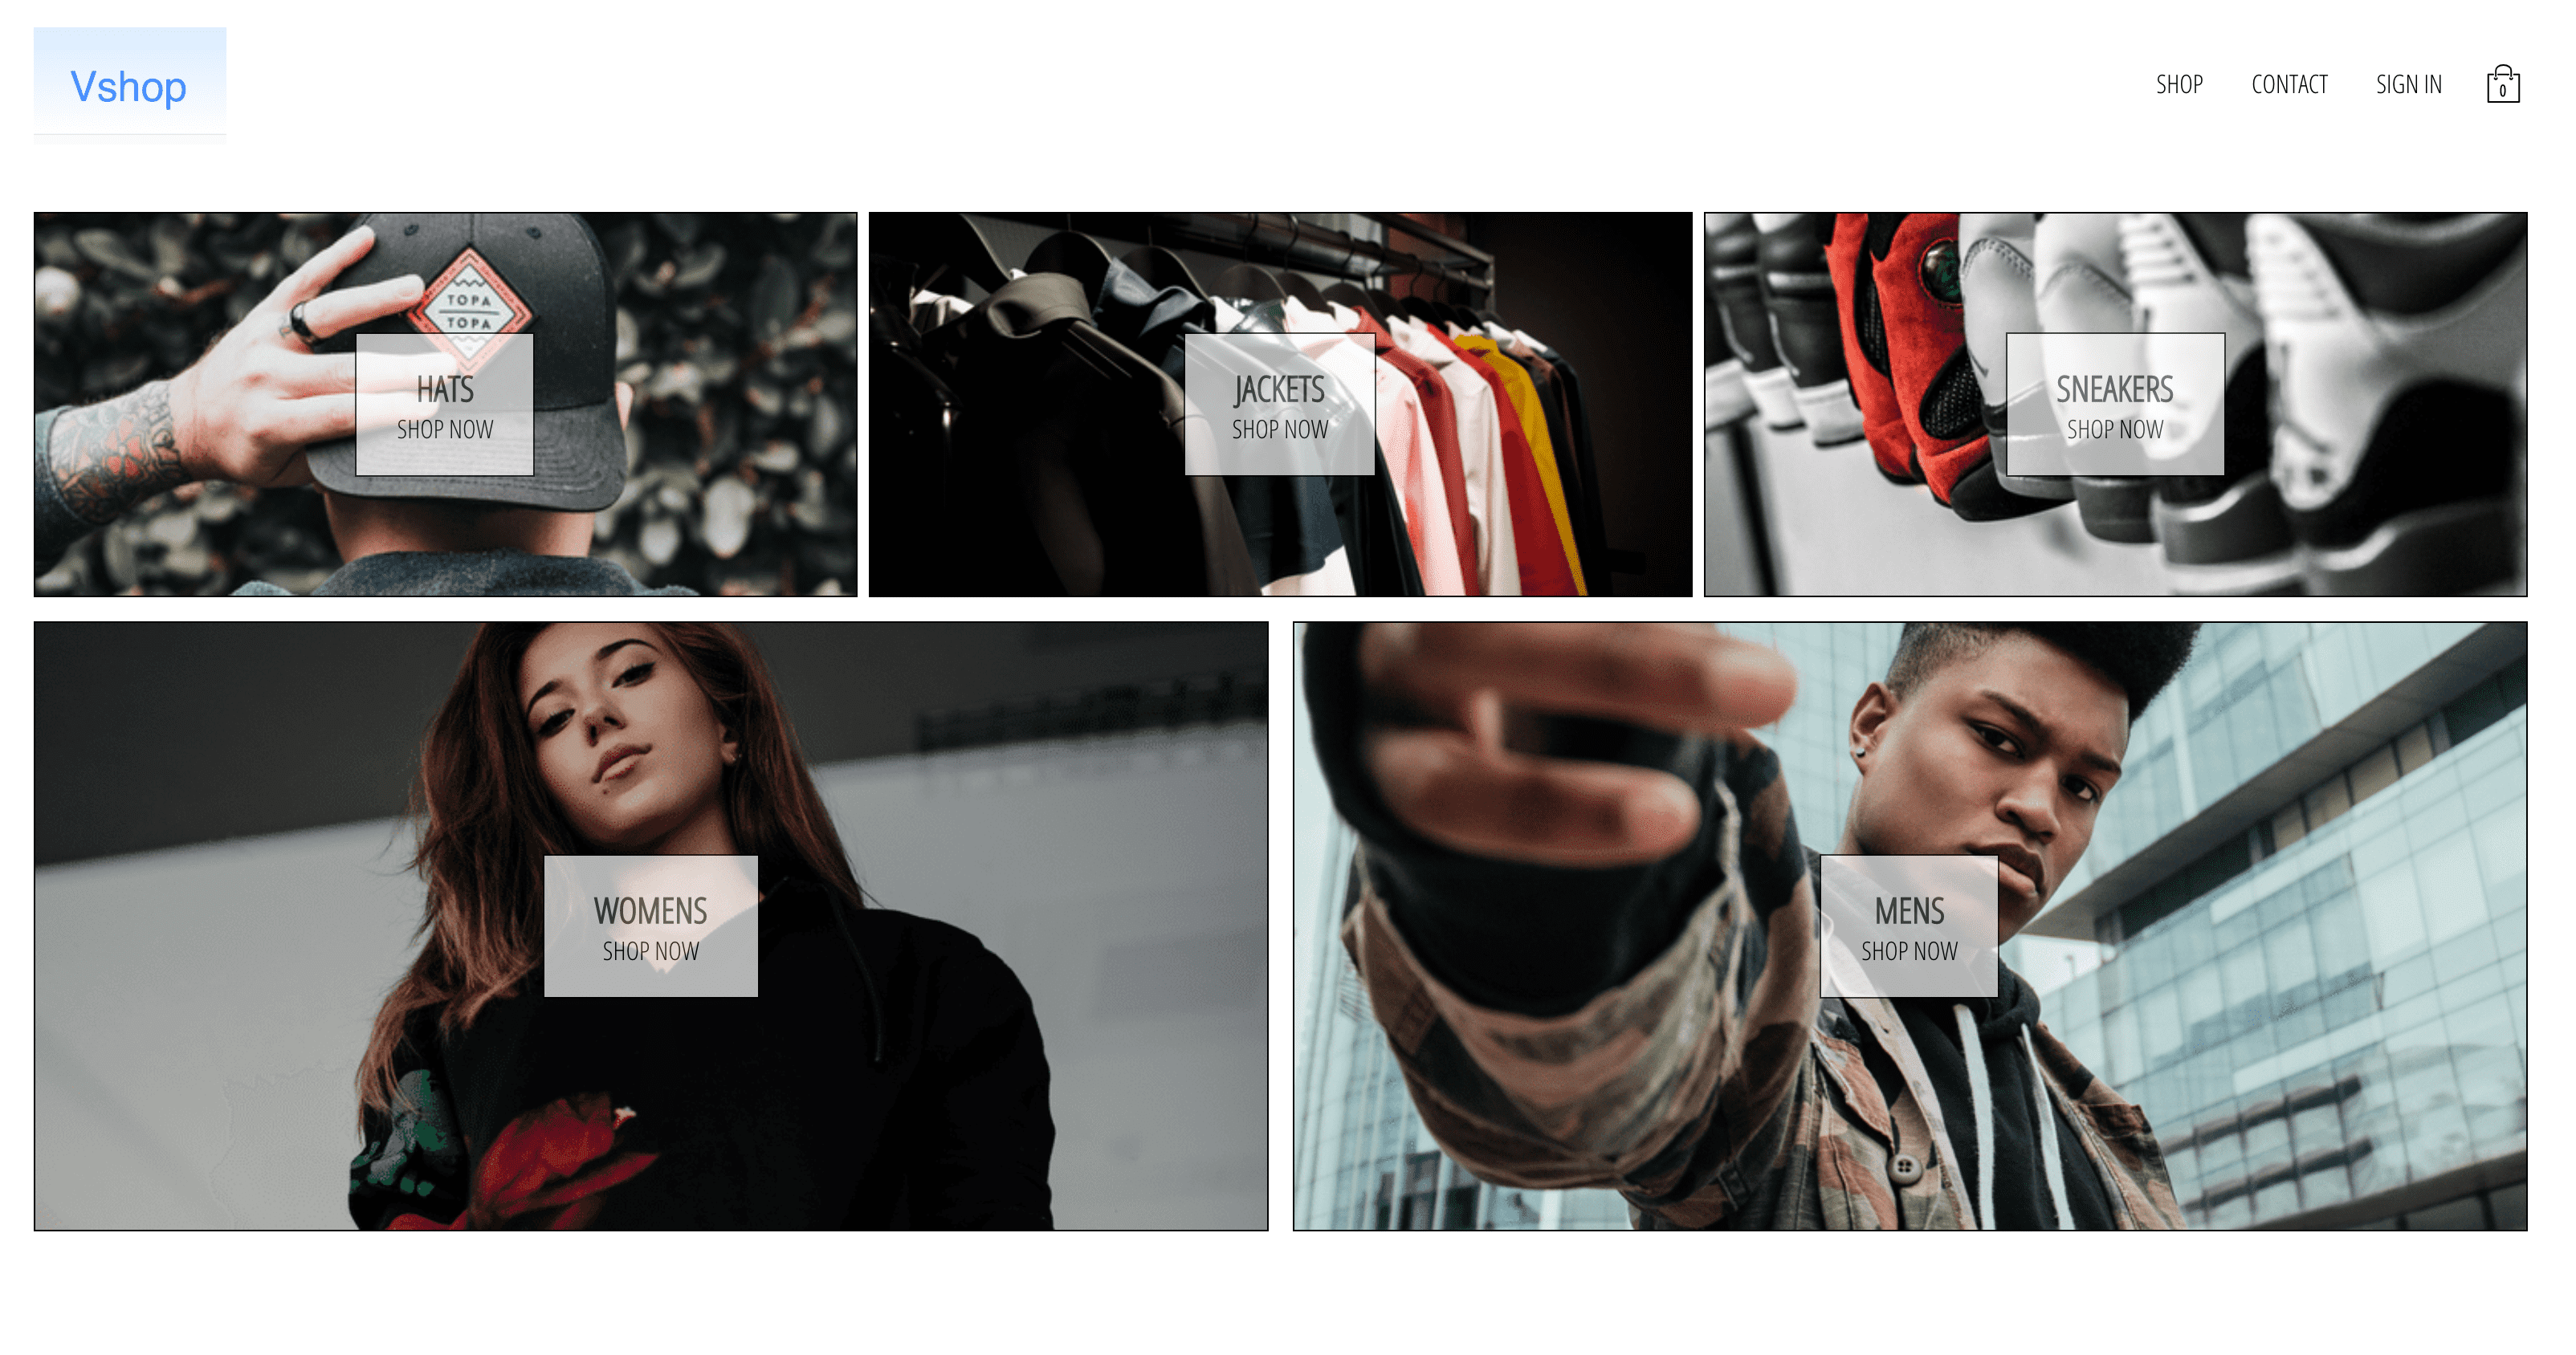 Vshop
SHOP CONTACT SIGN IN 0
TOPA
TOPA
HATS
SHOP NOW
JACKETS
SHOP NOW
SNEAKERS
SHOP NOW
WOMENS
SHOP NOW
MENS
SHOP NOW